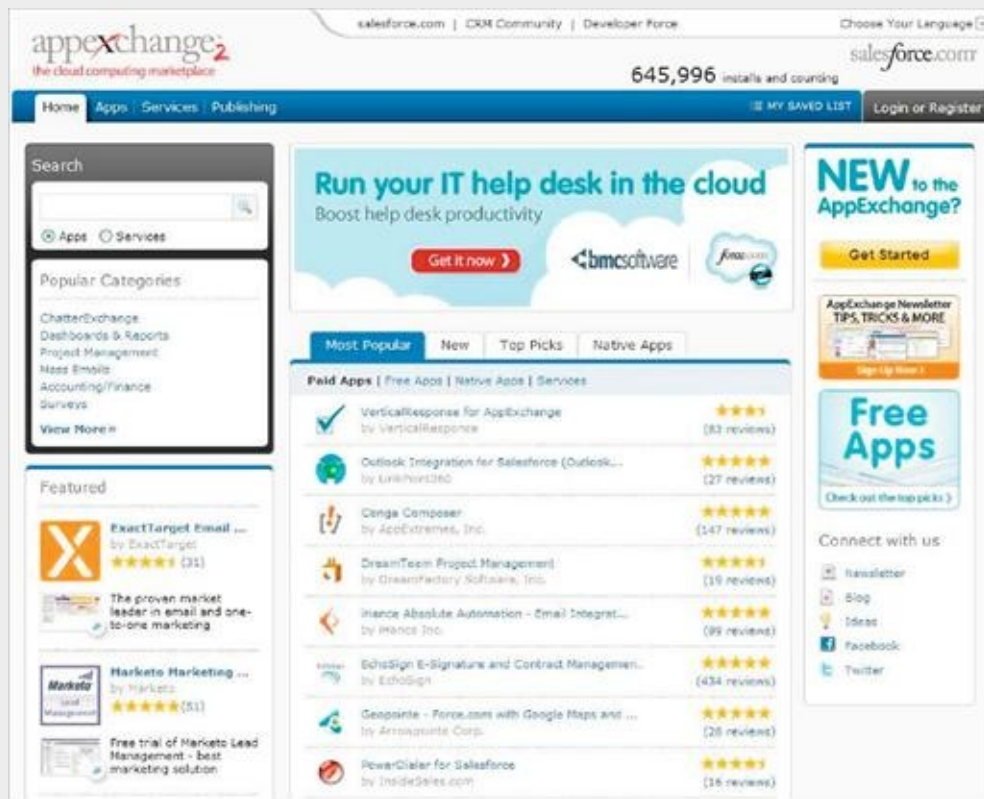 salesforce.com | CRM Community | Developer Force
Choose Your Language
appexchange2
the cloud computing marketplace
645,996 installs and counting
salesforce.com
Home Apps Services Publishing
MY SAVED LIST
Login or Register
Search
Apps Services
Popular Categories
ChatterExchange
Dashboards & Reports
Project Management
Mass Emails
Accounting/Finance
Surveys
View More »
Featured
ExactTarget Email ...
by ExactTarget
(31)
The proven market
leader in email and one-
to-one marketing
Marketo Marketing ...
by Marketo
(51)
Marketo
Lead
Management
Free trial of Marketo Lead
Management - best
marketing solution
Run your IT help desk in the cloud
Boost help desk productivity
Get it now
bmcsoftware
force.com
Most Popular New Top Picks Native Apps
Paid Apps | Free Apps | Native Apps | Services
VerticalResponse for AppExchange
by VerticalResponse
(83 reviews)
Outlook Integration for Salesforce (Outlook...
by LinkPoint360
(27 reviews)
Conga Composer
by AppExtremes, Inc.
(147 reviews)
DreamTeam Project Management
by DreamFactory Software, Inc.
(19 reviews)
iHance Absolute Automation - Email Integrat...
by iHance Inc.
(99 reviews)
EchoSign E-Signature and Contract Managemen..
by EchoSign
(434 reviews)
Geopointe - Force.com with Google Maps and ...
by Arrowpointe Corp.
(28 reviews)
PowerDialer for Salesforce
by InsideSales.com
(16 reviews)
NEW to the
AppExchange?
Get Started
AppExchange Newsletter
TIPS, TRICKS & MORE
Sign Up Now
Free
Apps
Check out the top picks
Connect with us
Newsletter
Blog
Ideas
Facebook
Twitter